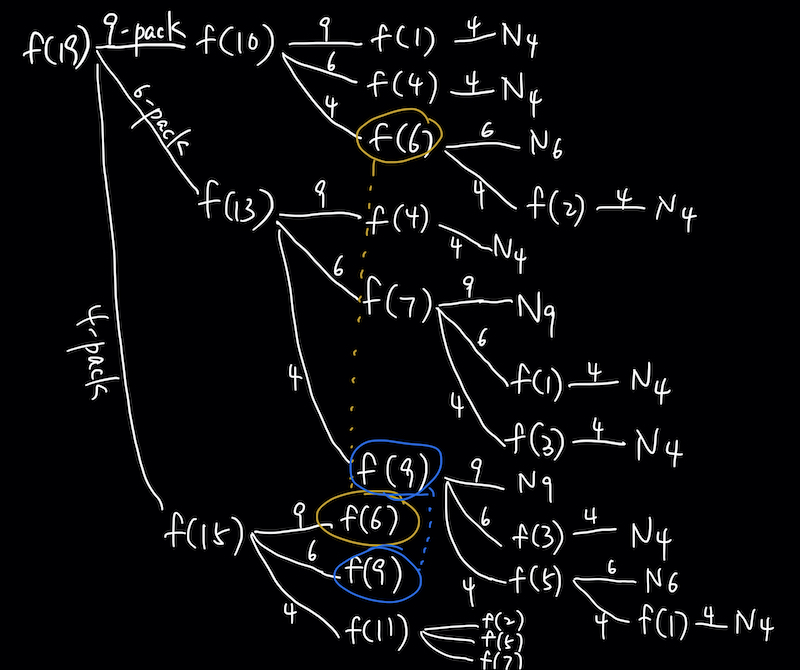 f(19) 9-pack f(10) 9 f(1) 4 N4
6 f(4) 4 N4
4 f(6) 6 N6
4 f(2) 4 N4
6-pack f(13) 9 f(4) 4 N4
6 f(7) 9 N9
6 f(1) 4 N4
4 f(3) 4 N4
4 f(9) 9 N9
6 f(3) 4 N4
4 f(5) 6 N6
4 f(1) 4 N4
4-pack f(15) 9 f(6)
6 f(9)
4 f(11) f(2)
f(5)
f(7)